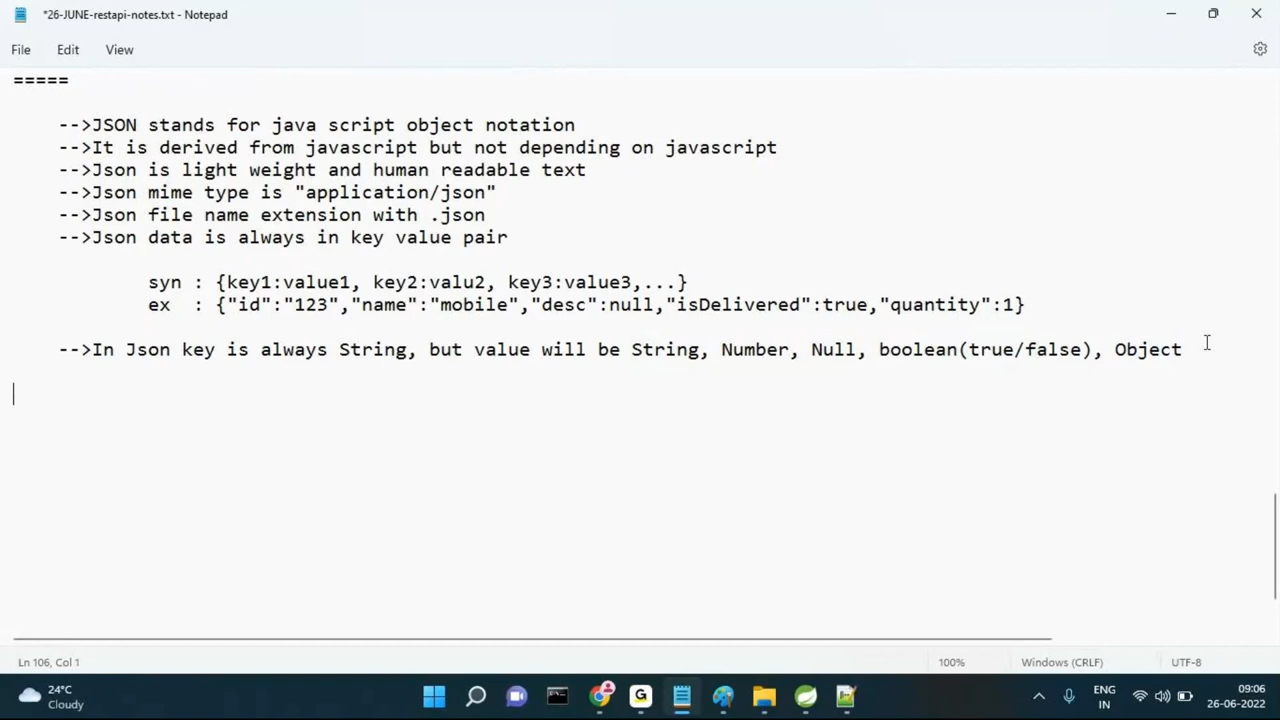 *26-JUNE-restapi-notes.txt - Notepad
File Edit View
=====
-->JSON stands for java script object notation
-->It is derived from javascript but not depending on javascript
-->Json is light weight and human readable text
-->Json mime type is "application/json"
-->Json file name extension with .json
-->Json data is always in key value pair
syn : {key1:value1, key2:valu2, key3:value3,...}
ex : {"id":"123","name":"mobile","desc":null,"isDelivered":true,"quantity":1}
-->In Json key is always String, but value will be String, Number, Null, boolean(true/false), Object
Ln 106, Col 1 100% Windows (CRLF) UTF-8
24°C ENG 09:06
Cloudy IN 26-06-2022